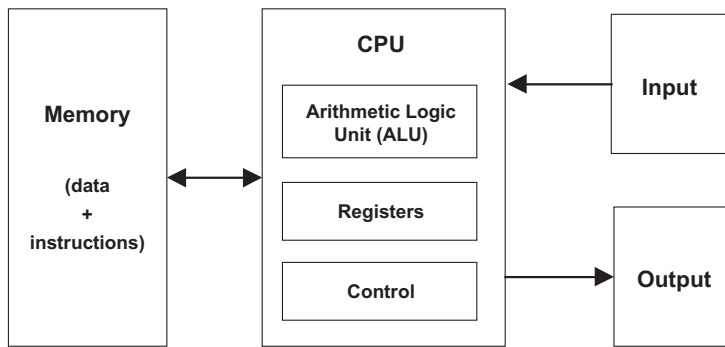 Memory
(data
+
instructions)
CPU
Arithmetic Logic
Unit (ALU)
Registers
Control
Input
Output